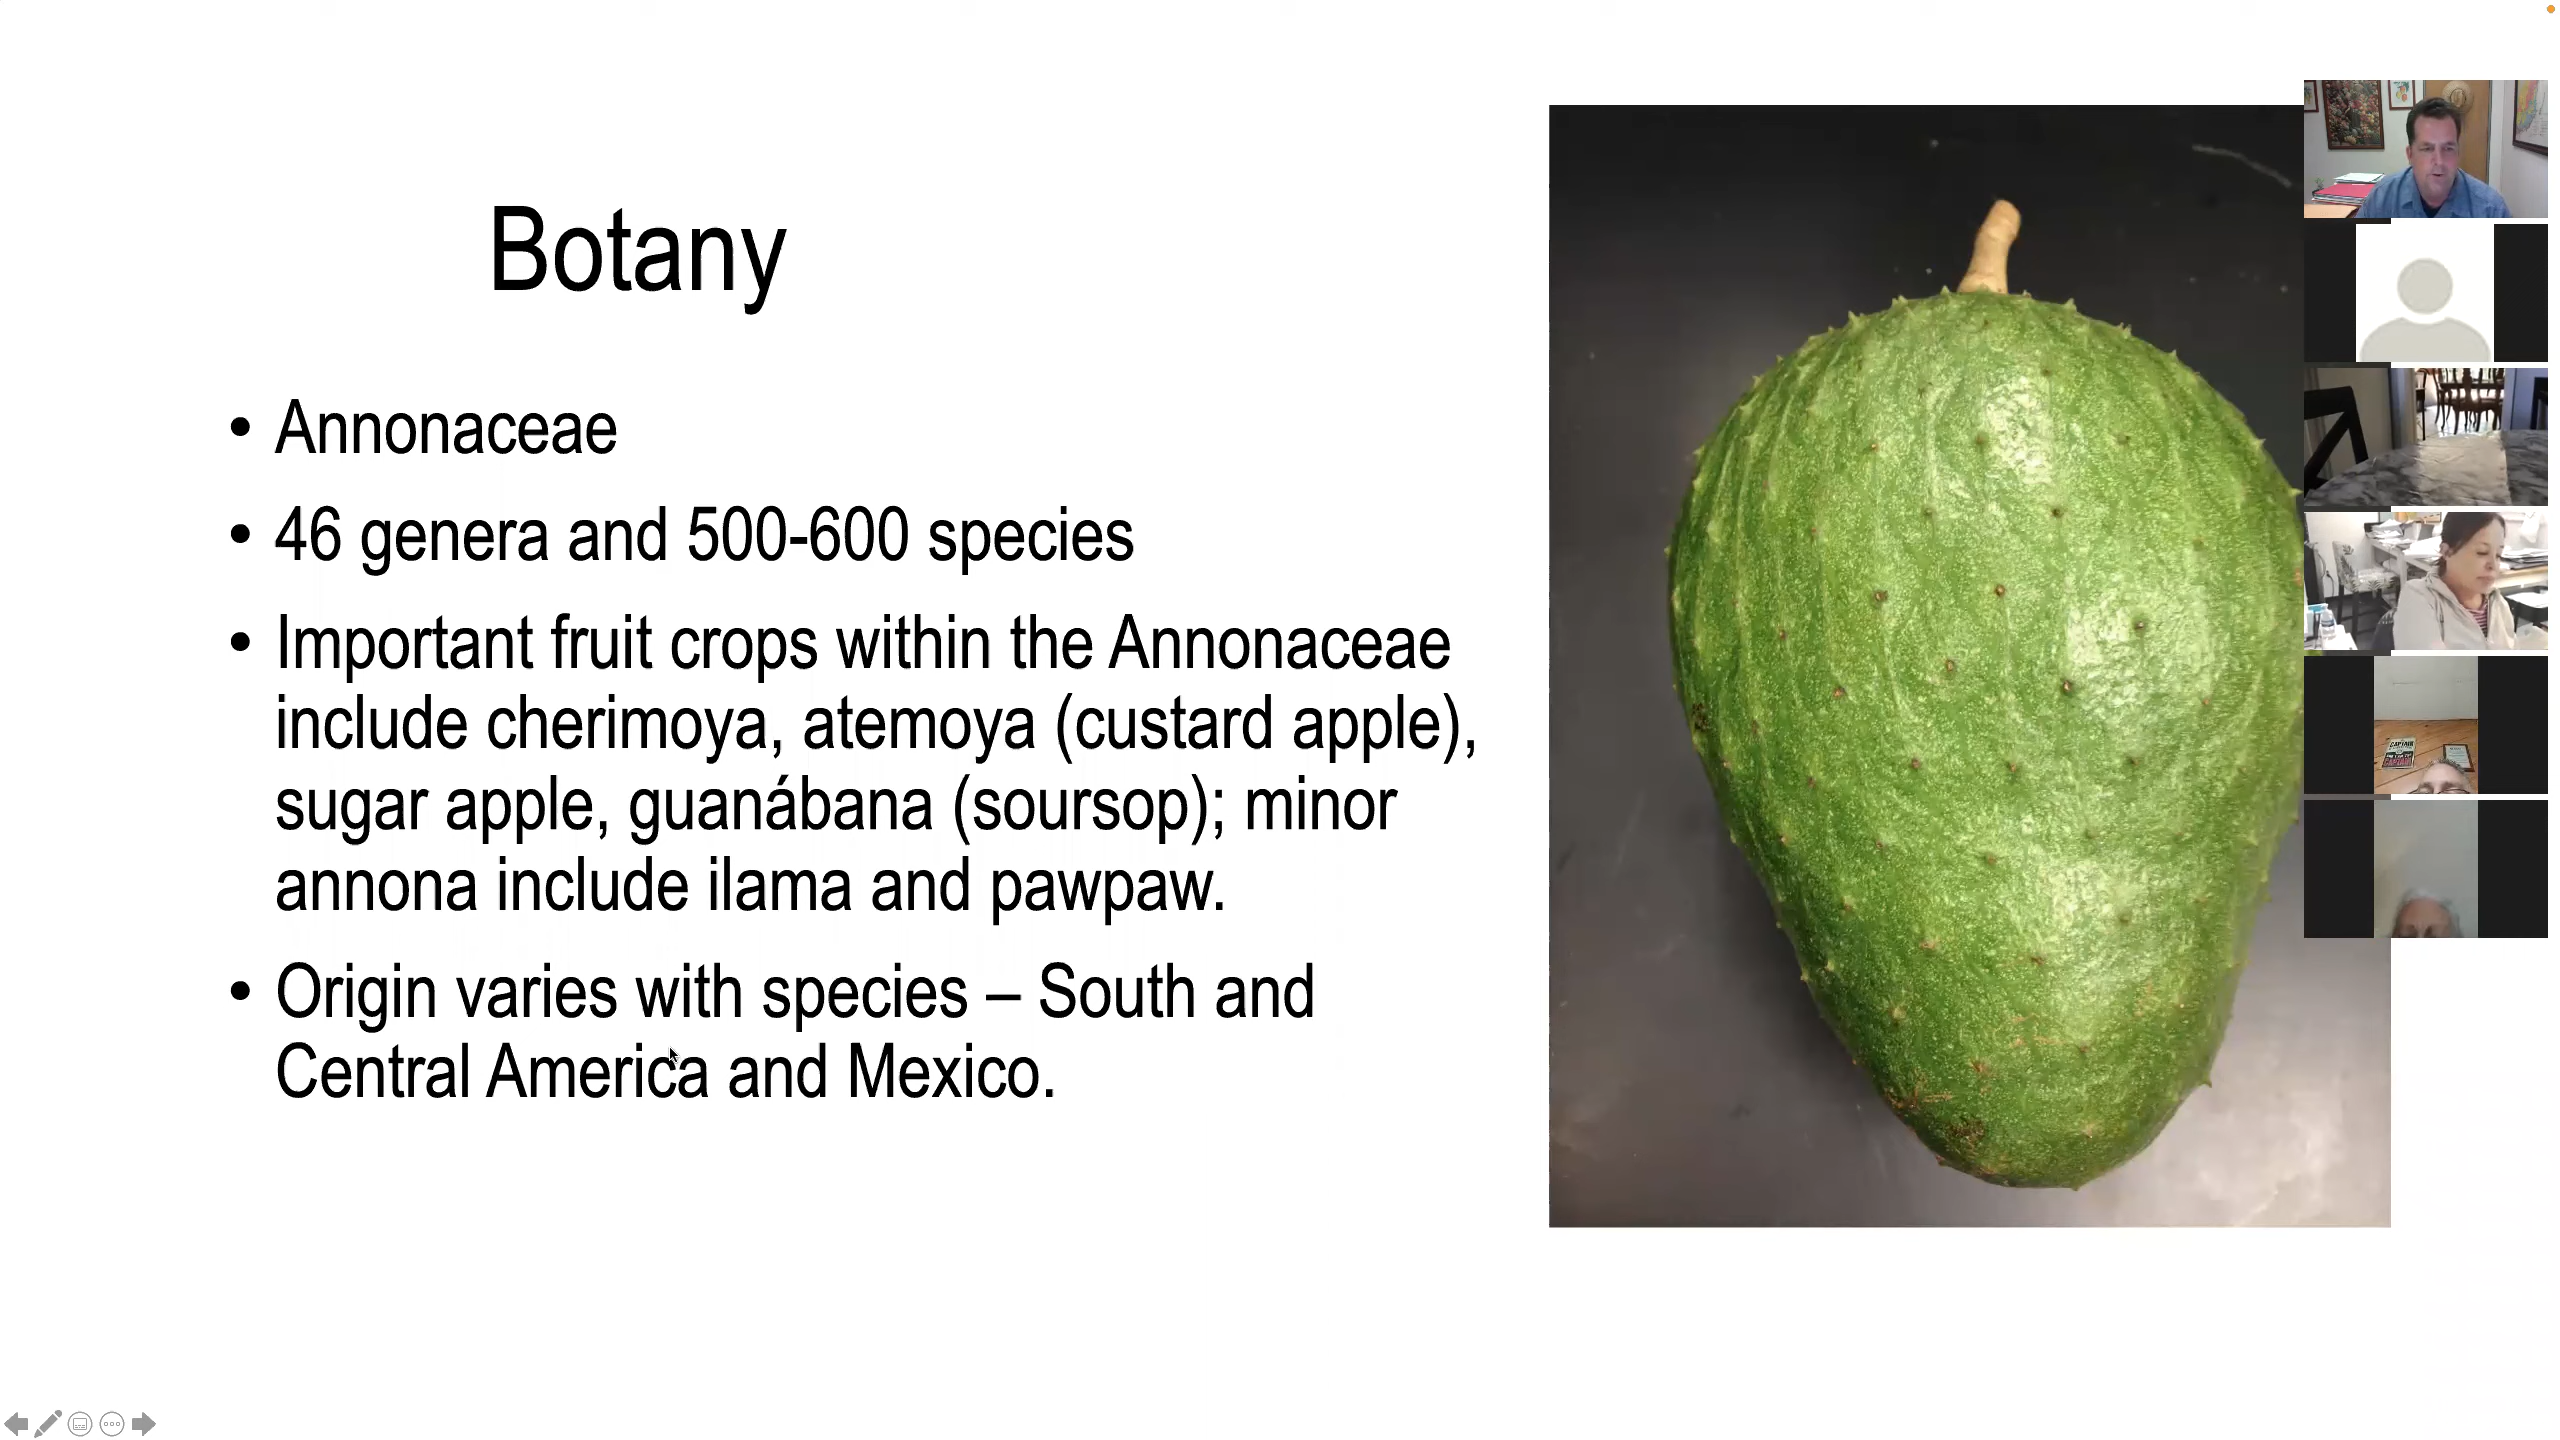 Botany
• Annonaceae
• 46 genera and 500-600 species
• Important fruit crops within the Annonaceae
include cherimoya, atemoya (custard apple),
sugar apple, guanábana (soursop); minor
annona include ilama and pawpaw.
• Origin varies with species – South and
Central America and Mexico.
CAPTAIN